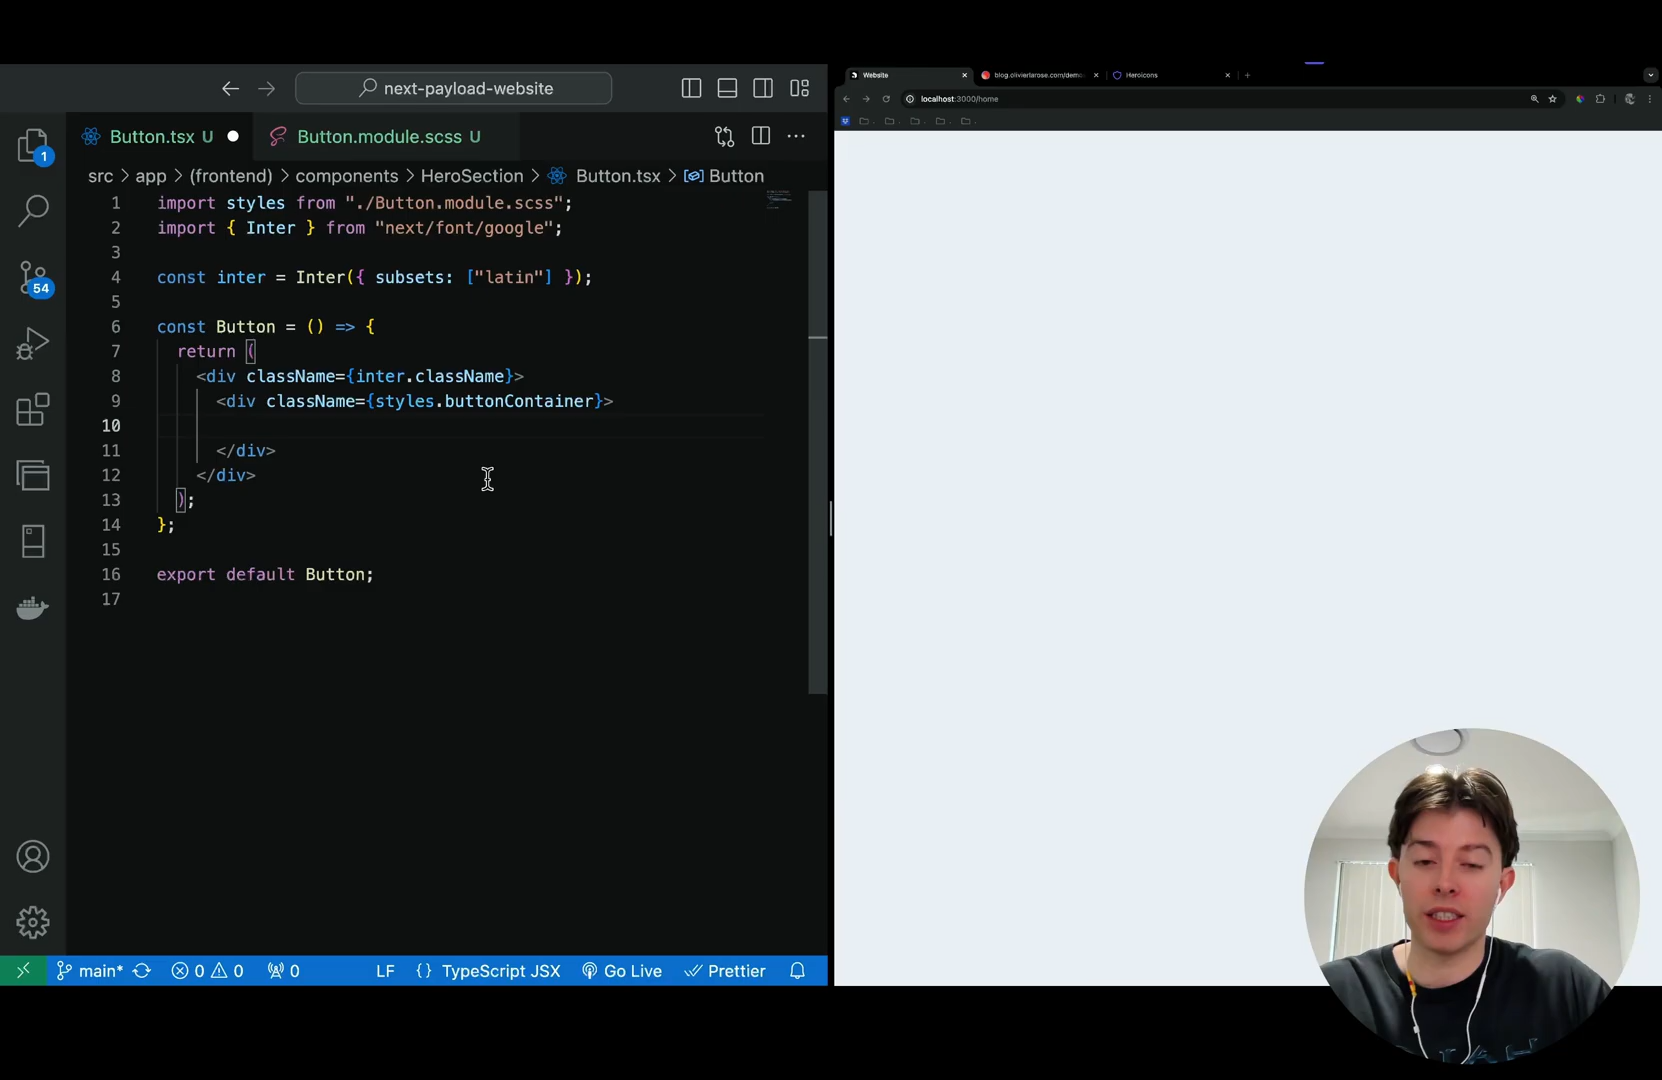 next-payload-website
Button.tsx U
Button.module.scss U
src > app > (frontend) > components > HeroSection > Button.tsx > Button
1 import styles from "./Button.module.scss";
2 import { Inter } from "next/font/google";
3
4 const inter = Inter({ subsets: ["latin"] });
5
6 const Button = () => {
7 return (
8 <div className={inter.className}>
9 <div className={styles.buttonContainer}>
10
11 </div>
12 </div>
13 );
14 };
15
16 export default Button;
17
1
54
main* 0 0 0 LF {} TypeScript JSX Go Live Prettier
Website
blog.olivierlarose.com/demo
Heroicons
localhost:3000/home